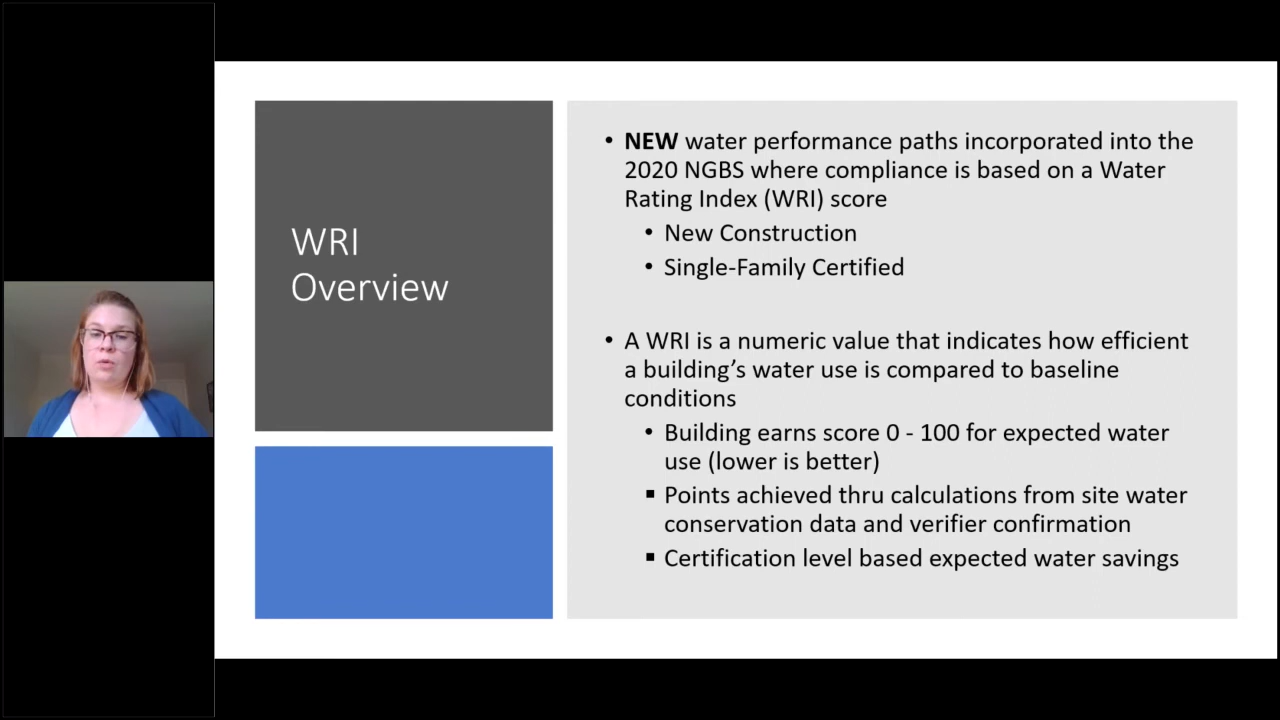 WRI
Overview
• NEW water performance paths incorporated into the
2020 NGBS where compliance is based on a Water
Rating Index (WRI) score
• New Construction
• Single-Family Certified
• A WRI is a numeric value that indicates how efficient
a building’s water use is compared to baseline
conditions
• Building earns score 0 - 100 for expected water
use (lower is better)
▪ Points achieved thru calculations from site water
conservation data and verifier confirmation
▪ Certification level based expected water savings